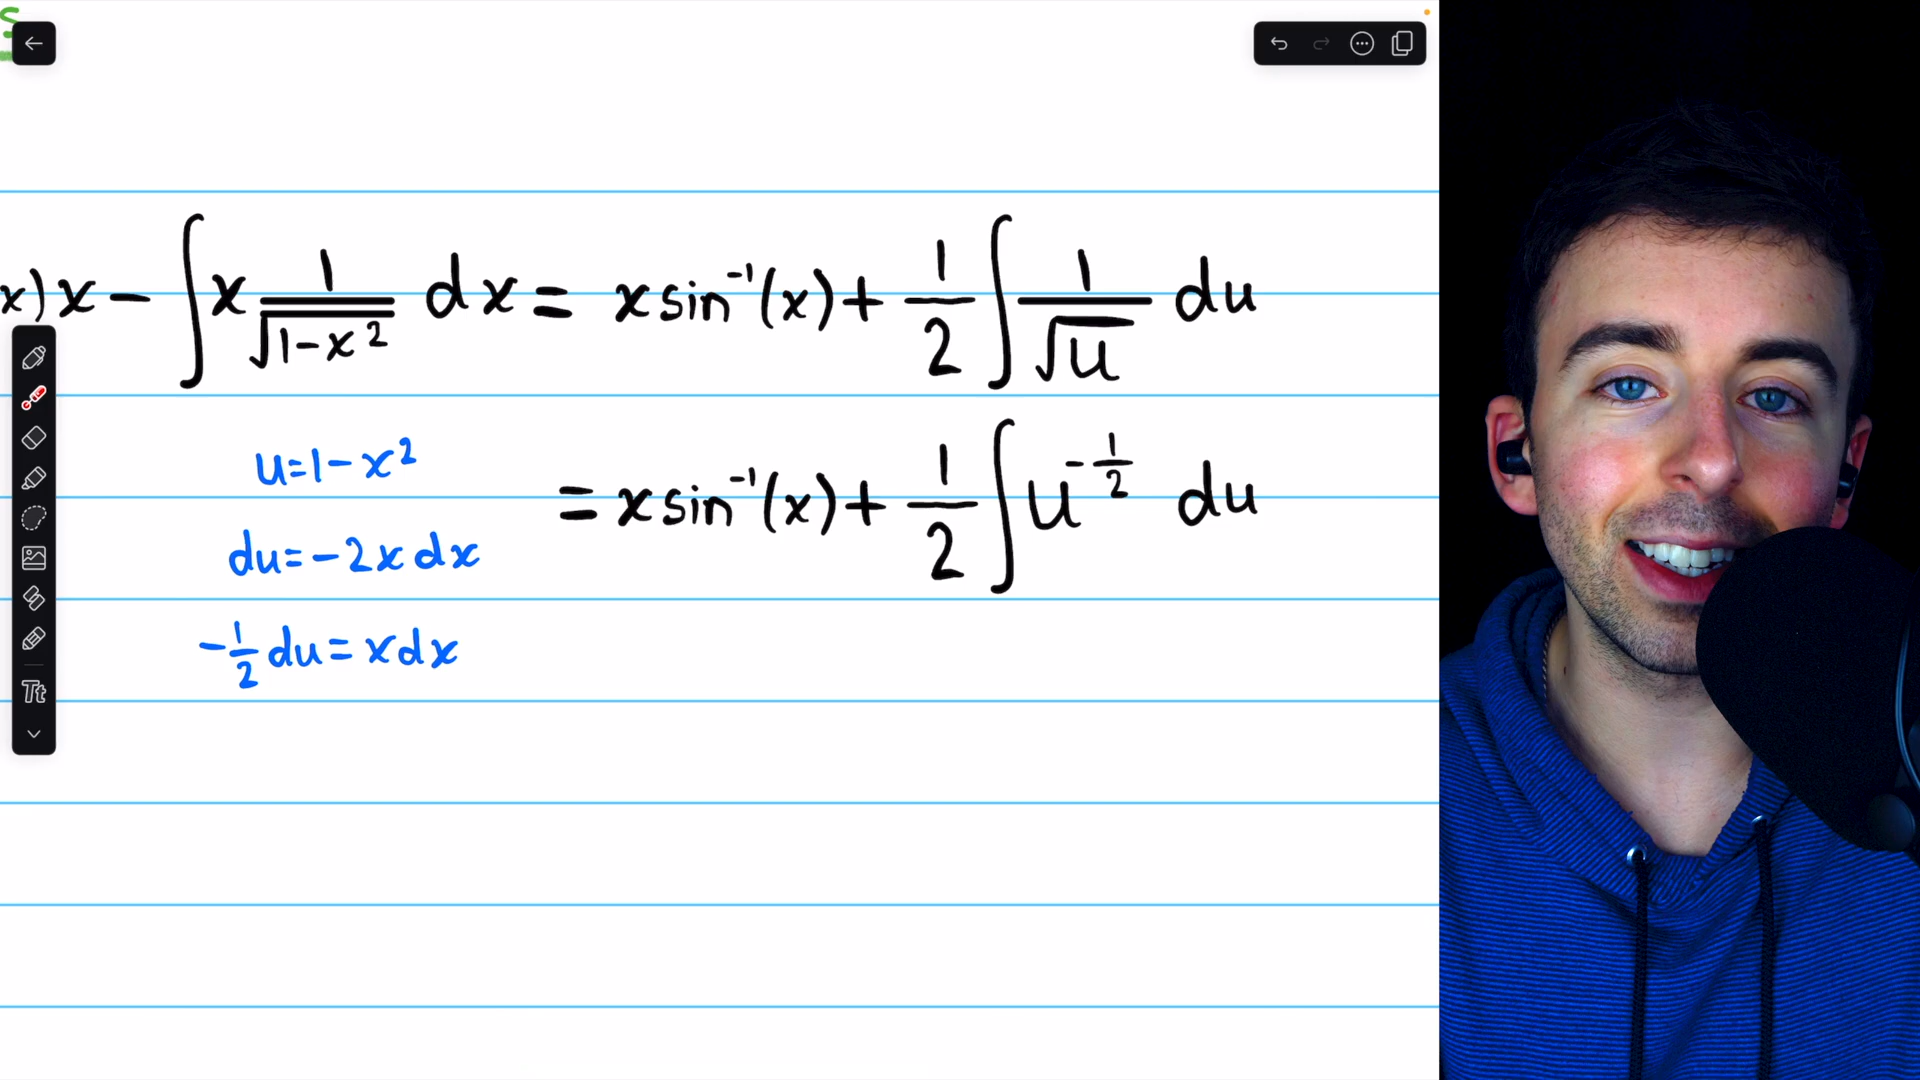 s
x)x - ∫ x 1/√(1-x²) dx = x sin⁻¹(x) + 1/2 ∫ 1/√u du
u = 1 - x²
= x sin⁻¹(x) + 1/2 ∫ u^(-1/2) du
du = -2x dx
-1/2 du = x dx
Tt